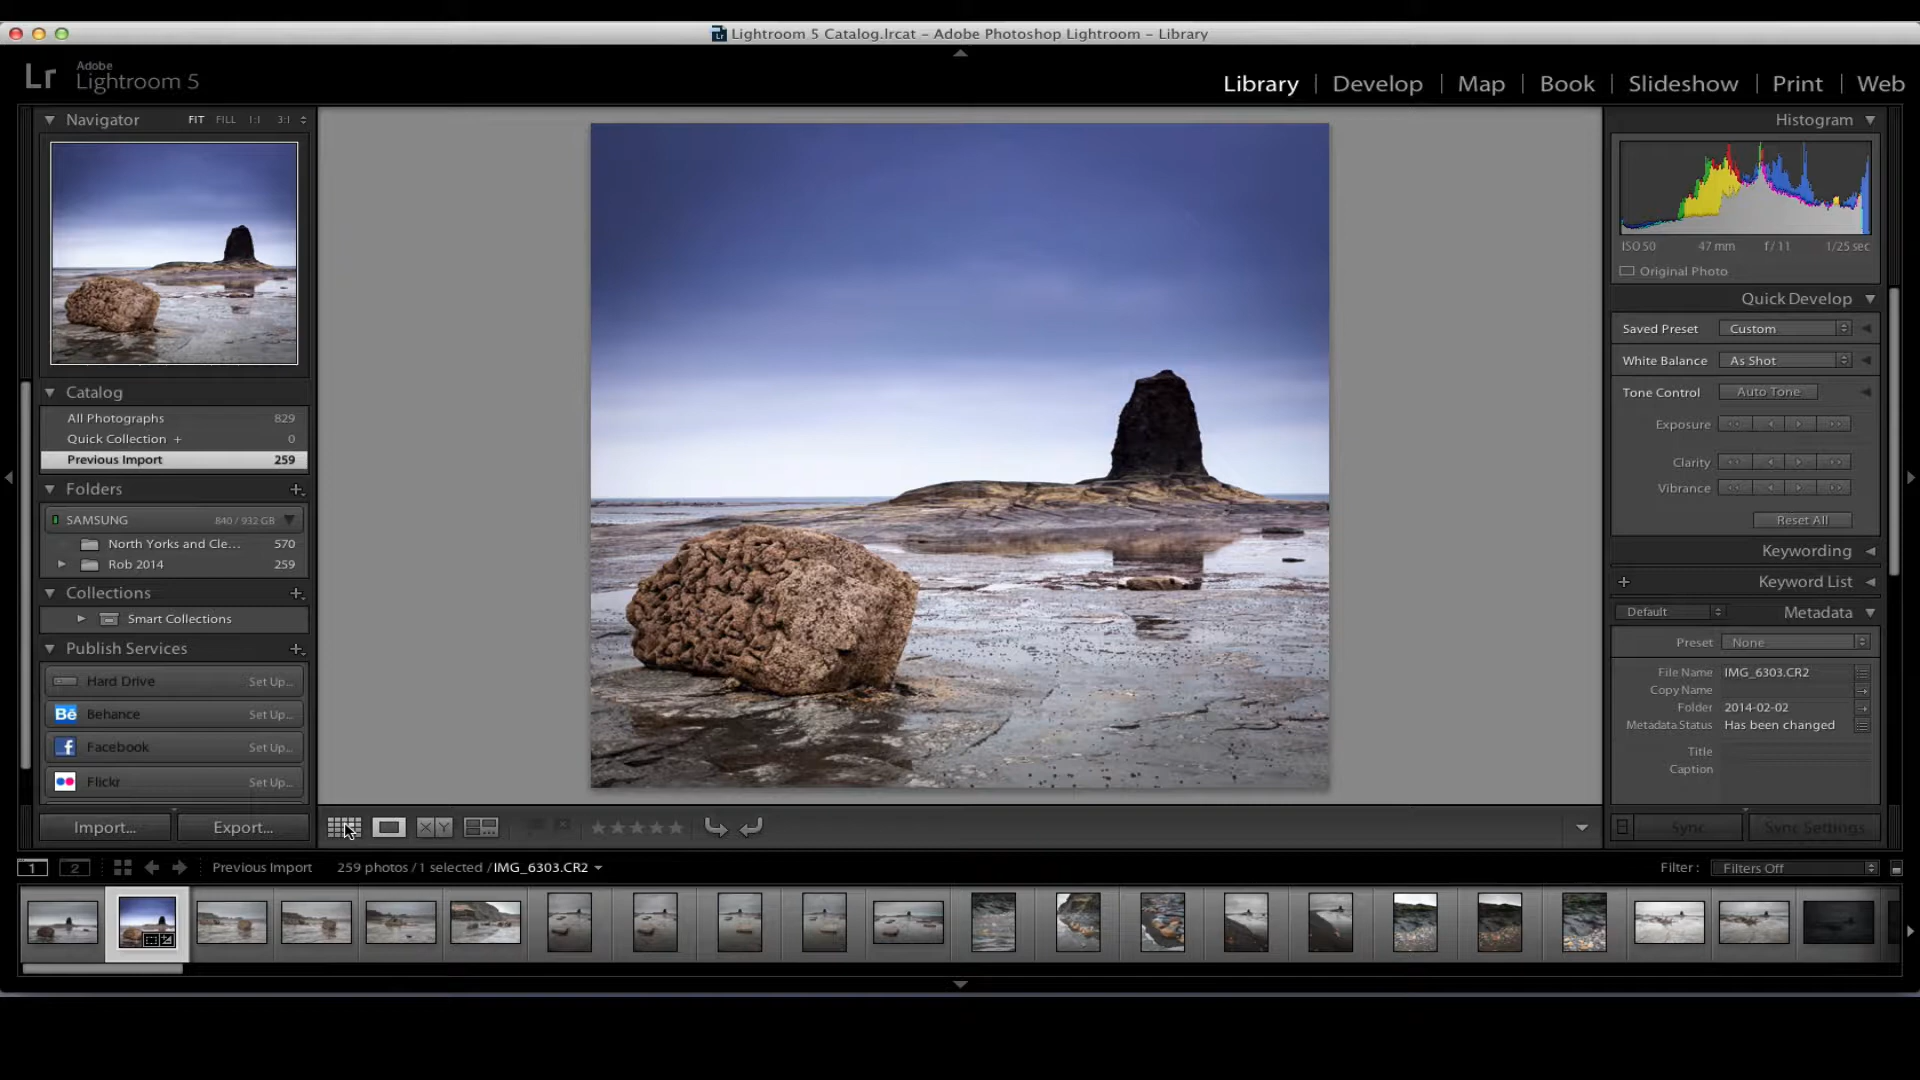 Lightroom 5 Catalog.lrcat – Adobe Photoshop Lightroom – Library
Lr Adobe Lightroom 5
Library | Develop | Map | Book | Slideshow | Print | Web
Navigator FIT FILL 1:1 3:1
Catalog
All Photographs 829
Quick Collection + 0
Previous Import 259
Folders +
SAMSUNG 840 / 932 GB
North Yorks and Cle... 570
Rob 2014 259
Collections +
Smart Collections
Publish Services +
Hard Drive Set Up...
Bē Behance Set Up...
f Facebook Set Up...
Flickr Set Up...
Import... Export...
X Y
Histogram
ISO 50 47 mm f / 11 1/25 sec
Original Photo
Quick Develop
Saved Preset Custom
White Balance As Shot
Tone Control Auto Tone
Exposure
Clarity
Vibrance
Reset All
Keywording
+ Keyword List
Default Metadata
Preset None
File Name IMG_6303.CR2
Copy Name
Folder 2014-02-02
Metadata Status Has been changed
Title
Caption
Sync Sync Settings
1 2 Previous Import 259 photos / 1 selected / IMG_6303.CR2 Filter : Filters Off